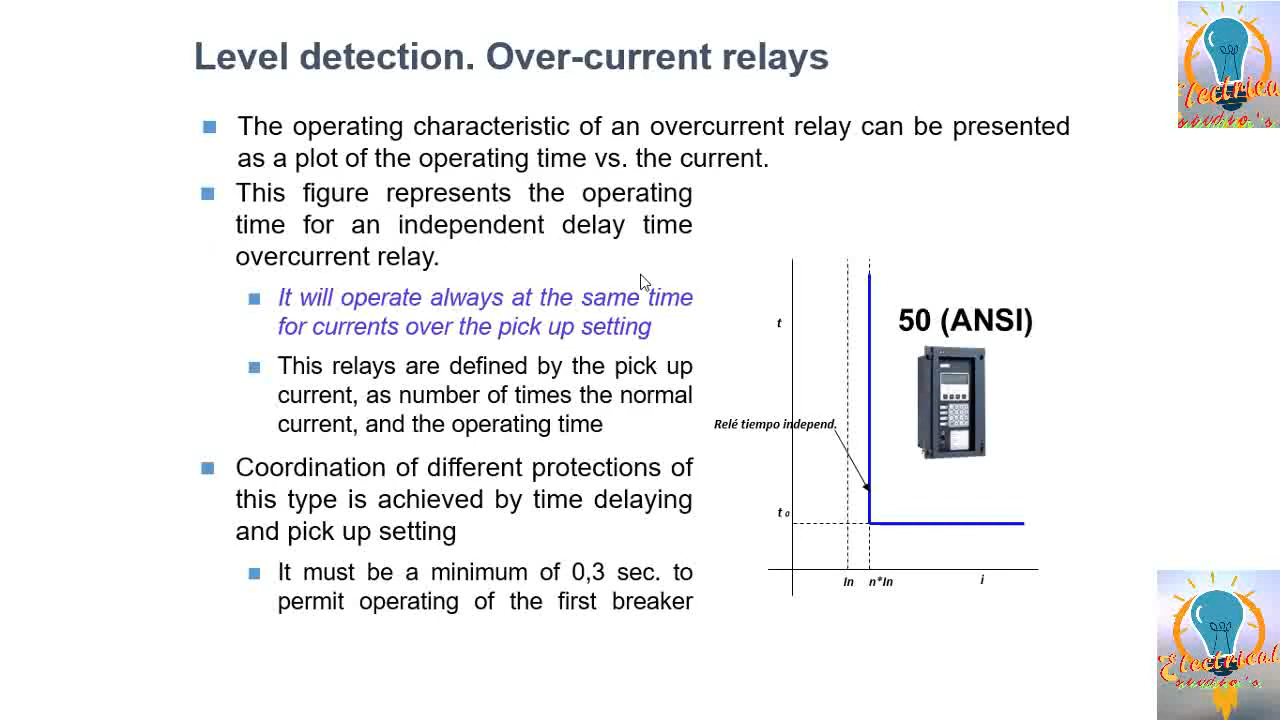 Level detection. Over-current relays
The operating characteristic of an overcurrent relay can be presented
as a plot of the operating time vs. the current.
This figure represents the operating
time for an independent delay time
overcurrent relay.
It will operate always at the same time
for currents over the pick up setting
This relays are defined by the pick up
current, as number of times the normal
current, and the operating time
Coordination of different protections of
this type is achieved by time delaying
and pick up setting
It must be a minimum of 0,3 sec. to
permit operating of the first breaker
t
50 (ANSI)
Relé tiempo independ.
t₀
In n*In i
Electrical
studio's
Electrical
studio's